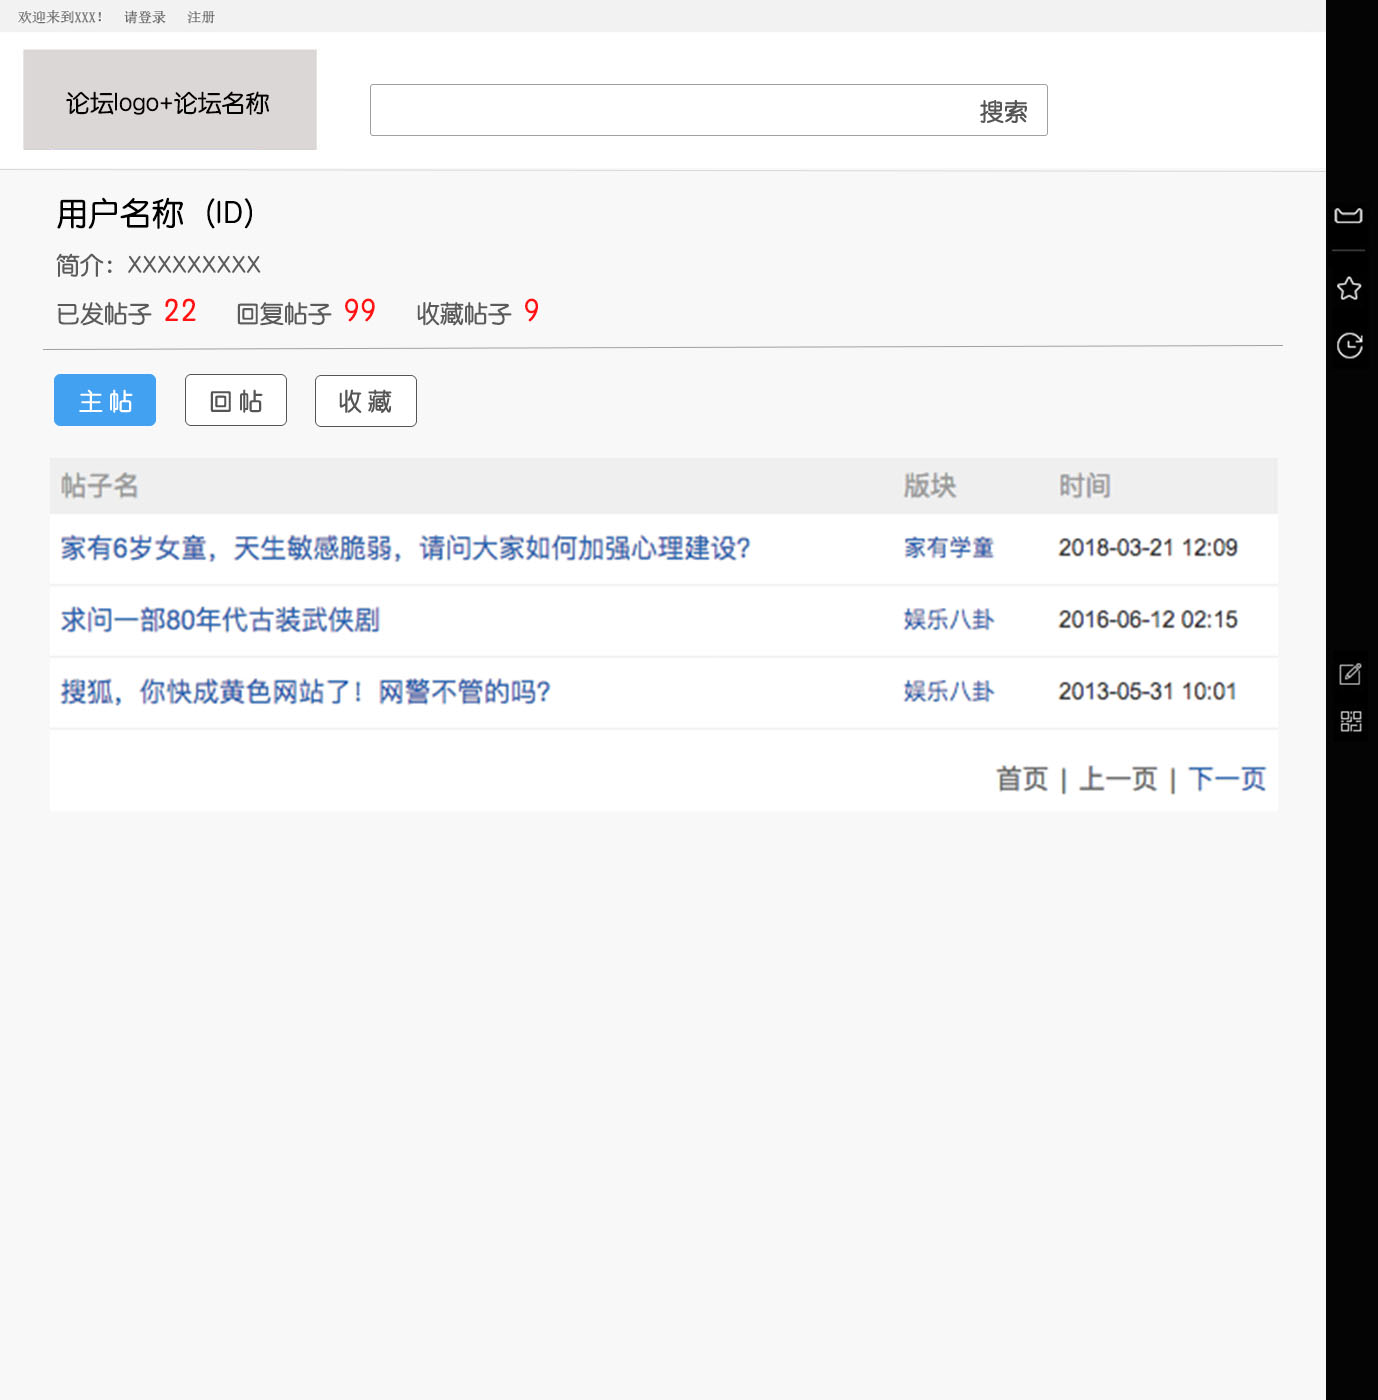 欢迎来到XXX! 请登录 注册
论坛logo+论坛名称
搜索
用户名称（ID）
简介：XXXXXXXXX
已发帖子 22 回复帖子 99 收藏帖子 9
主帖 回帖 收藏
帖子名 版块 时间
家有6岁女童，天生敏感脆弱，请问大家如何加强心理建设？ 家有学童 2018-03-21 12:09
求问一部80年代古装武侠剧 娱乐八卦 2016-06-12 02:15
搜狐，你快成黄色网站了！网警不管的吗？ 娱乐八卦 2013-05-31 10:01
首页 | 上一页 | 下一页